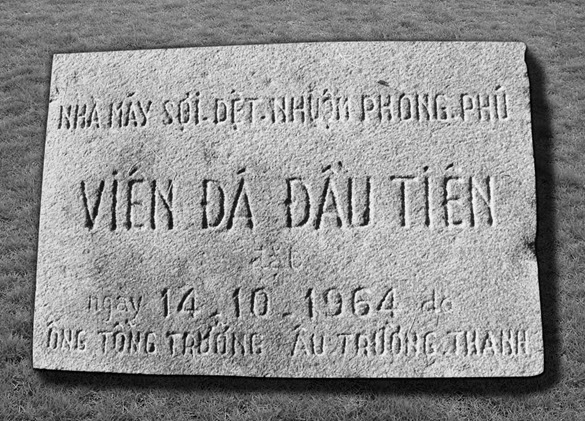 NHÀ MÁY SỢI-DỆT-NHUỘM PHONG-PHÚ
VIÊN ĐÁ ĐẦU TIÊN
đặt
ngày 14.10.1964 do
ÔNG TỔNG TRƯỞNG ÂU TRƯỜNG-THANH